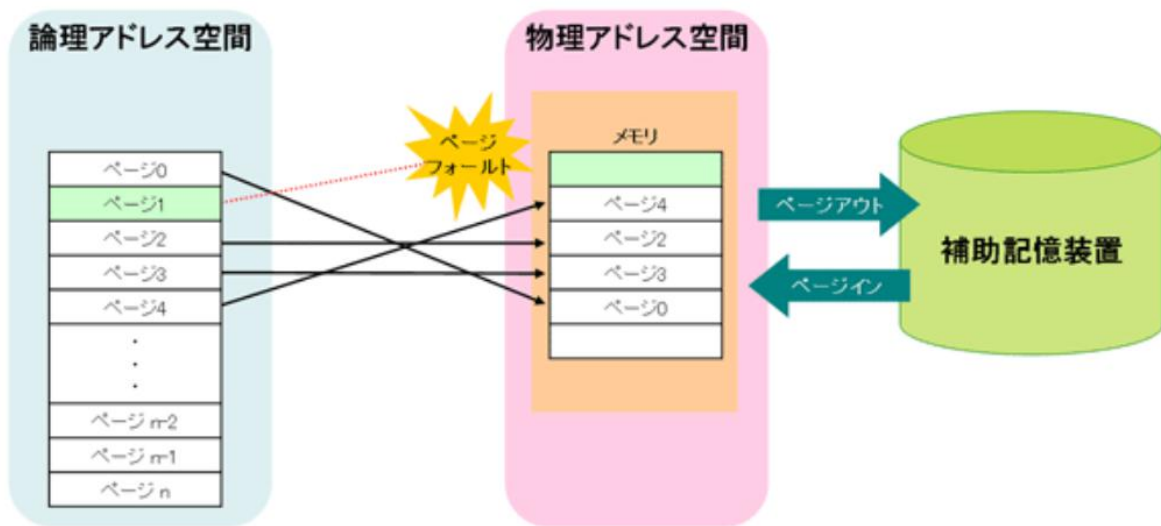 論理アドレス空間
ページ0
ページ1
ページ2
ページ3
ページ4
・
・
・
ページ n-2
ページ n-1
ページ n
ページ
フォールト
物理アドレス空間
メモリ
ページ4
ページ2
ページ3
ページ0
ページアウト
ページイン
補助記憶装置